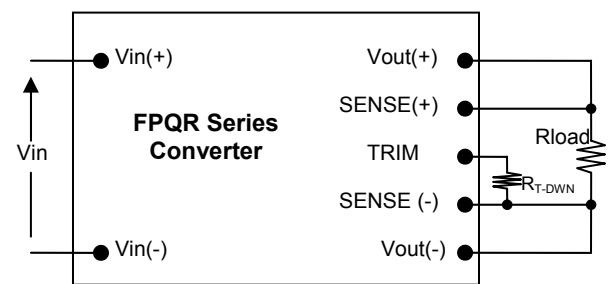 Vin(+)
Vout(+)
SENSE(+)
FPQR Series
Converter
Rload
Vin
TRIM
RT-DWN
SENSE (-)
Vin(-)
Vout(-)